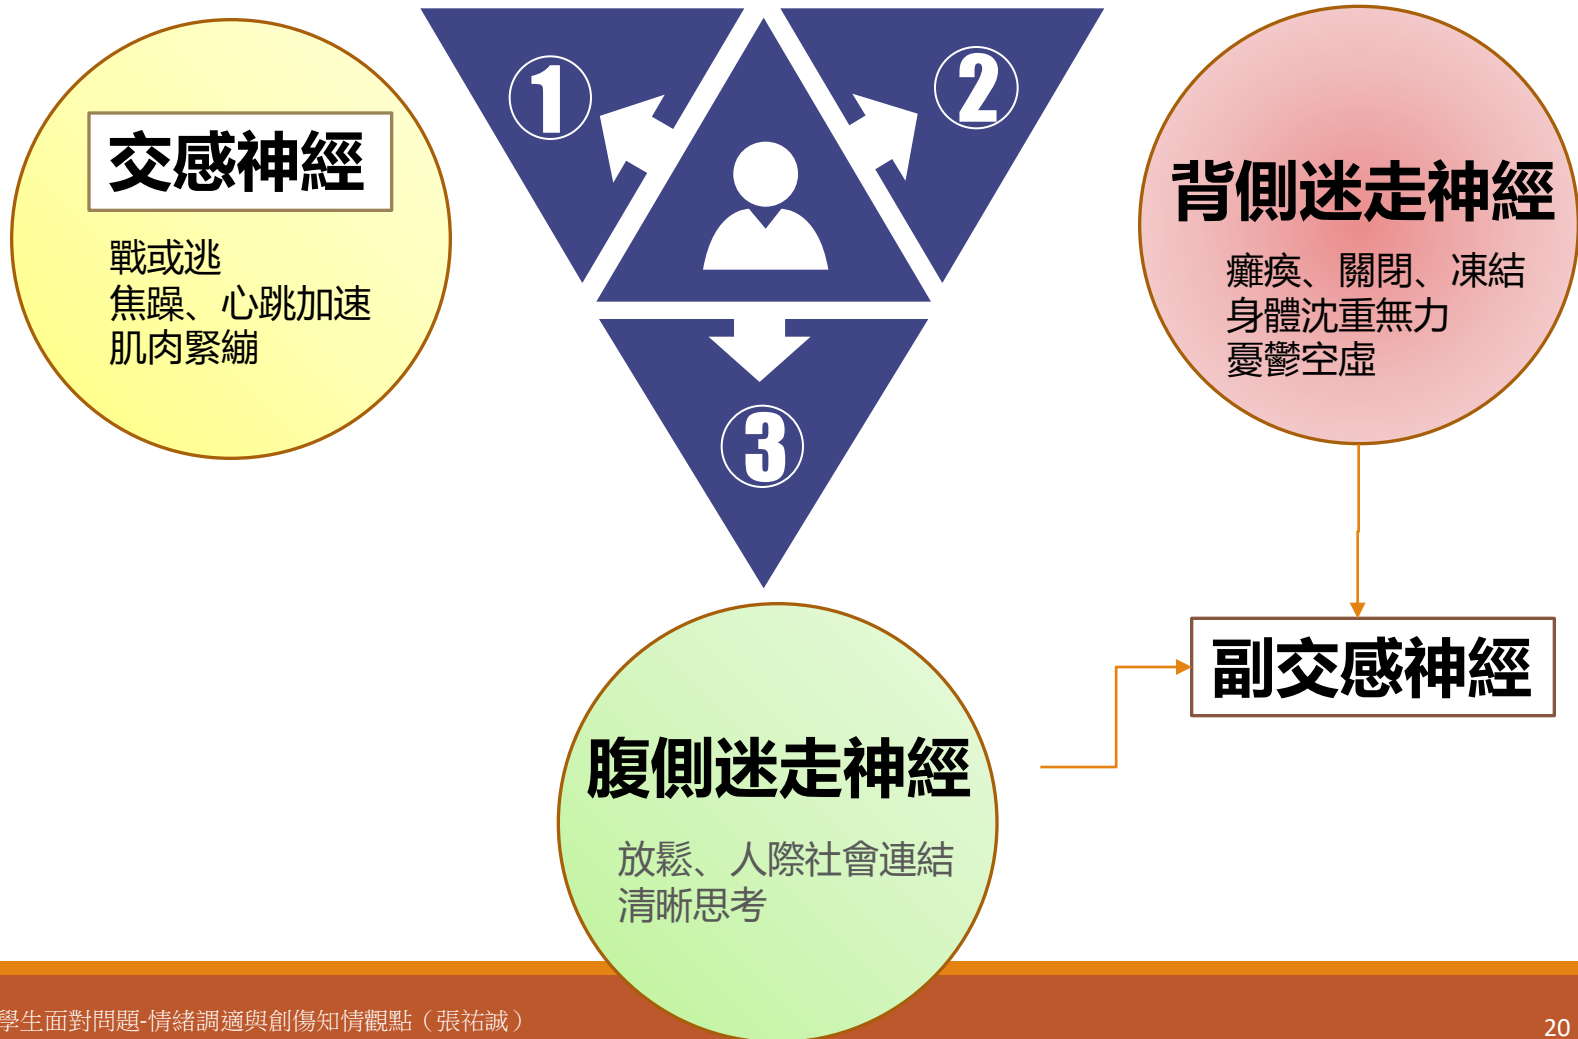 交感神經
戰或逃
焦躁、心跳加速
肌肉緊繃
1
2
3
背側迷走神經
癱瘓、關閉、凍結
身體沈重無力
憂鬱空虛
副交感神經
腹側迷走神經
放鬆、人際社會連結
清晰思考
學生面對問題-情緒調適與創傷知情觀點（張祐誠）
20